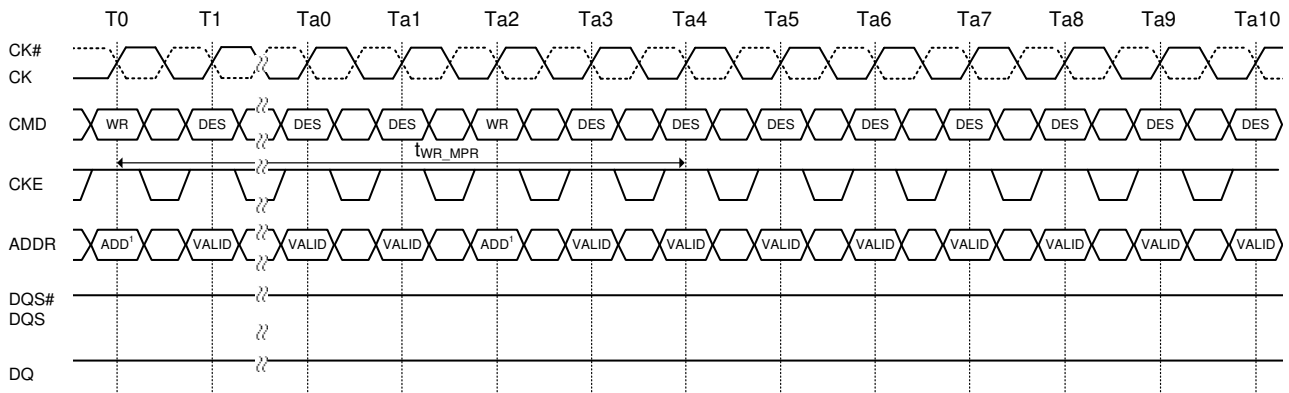 T0 T1 Ta0 Ta1 Ta2 Ta3 Ta4 Ta5 Ta6 Ta7 Ta8 Ta9 Ta10
CK#
CK
CMD WR DES DES DES WR DES DES DES DES DES DES DES DES
tWR_MPR
CKE
ADDR ADD¹ VALID VALID VALID ADD¹ VALID VALID VALID VALID VALID VALID VALID VALID
DQS#
DQS
DQ